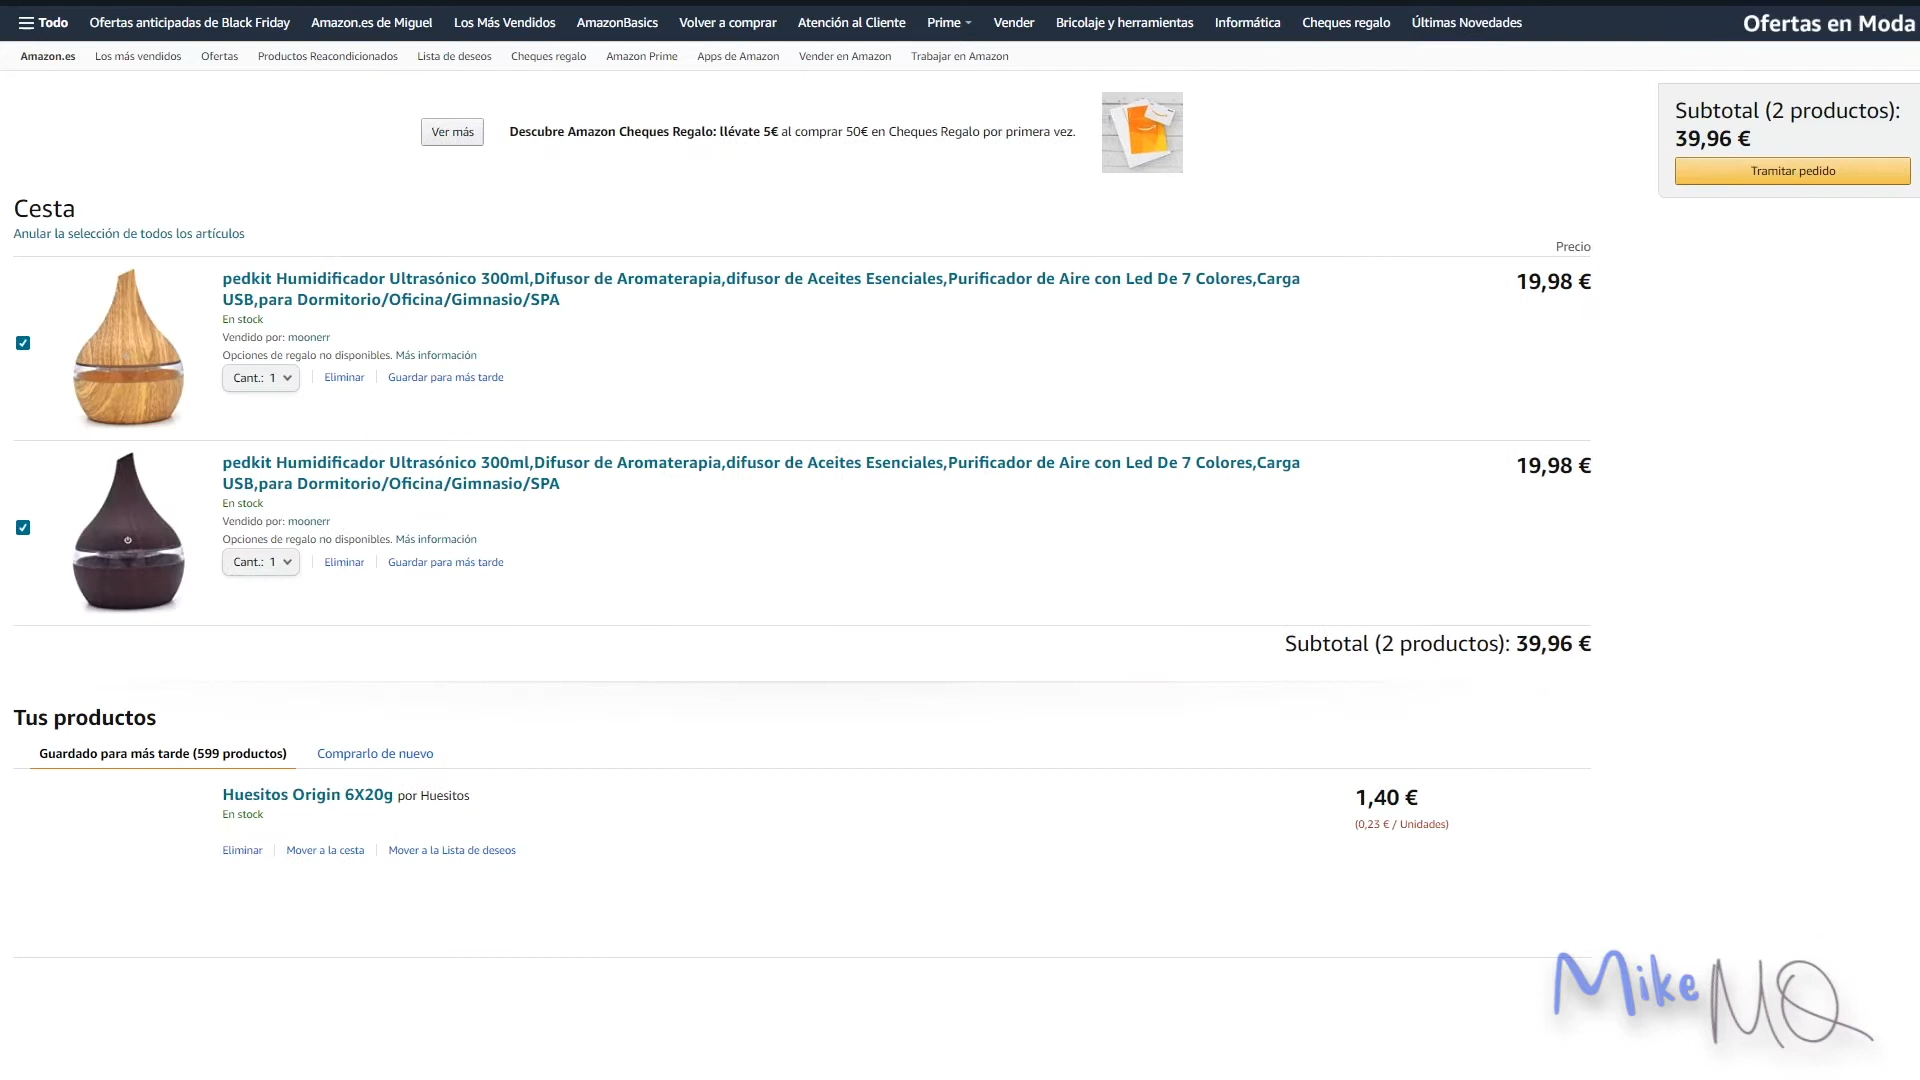 Todo Ofertas anticipadas de Black Friday Amazon.es de Miguel Los Más Vendidos AmazonBasics Volver a comprar Atención al Cliente Prime Vender Bricolaje y herramientas Informática Cheques regalo Últimas Novedades Ofertas en Moda
Amazon.es Los más vendidos Ofertas Productos Reacondicionados Lista de deseos Cheques regalo Amazon Prime Apps de Amazon Vender en Amazon Trabajar en Amazon
Ver más Descubre Amazon Cheques Regalo: llévate 5€ al comprar 50€ en Cheques Regalo por primera vez.
Subtotal (2 productos):
39,96 €
Tramitar pedido
Cesta
Anular la selección de todos los artículos
Precio
pedkit Humidificador Ultrasónico 300ml,Difusor de Aromaterapia,difusor de Aceites Esenciales,Purificador de Aire con Led De 7 Colores,Carga 19,98 €
USB,para Dormitorio/Oficina/Gimnasio/SPA
En stock
Vendido por: moonerr
Opciones de regalo no disponibles. Más información
Cant.: 1 Eliminar Guardar para más tarde
pedkit Humidificador Ultrasónico 300ml,Difusor de Aromaterapia,difusor de Aceites Esenciales,Purificador de Aire con Led De 7 Colores,Carga 19,98 €
USB,para Dormitorio/Oficina/Gimnasio/SPA
En stock
Vendido por: moonerr
Opciones de regalo no disponibles. Más información
Cant.: 1 Eliminar Guardar para más tarde
Subtotal (2 productos): 39,96 €
Tus productos
Guardado para más tarde (599 productos) Comprarlo de nuevo
Huesitos Origin 6X20g por Huesitos 1,40 €
En stock (0,23 € / Unidades)
Eliminar Mover a la cesta Mover a la Lista de deseos
Mike MQ